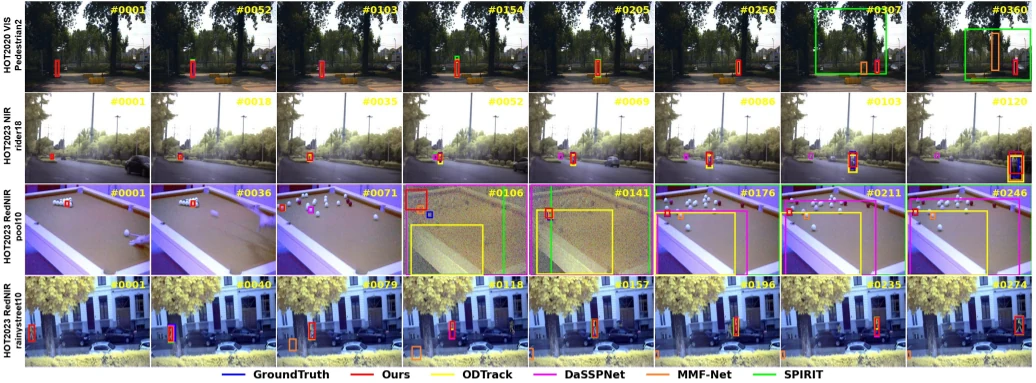 HOT2020 VIS
Pedestrian2
#0001
#0052
#0103
#0154
#0205
#0256
#0307
#0360
HOT2023 NIR
rider18
#0001
#0018
#0035
#0052
#0069
#0086
#0103
#0120
HOT2023 RedNIR
pool10
#0001
#0036
#0071
#0106
#0141
#0176
#0211
#0246
HOT2023 RedNIR
rainystreet10
#0001
#0040
#0079
#0118
#0157
#0196
#0235
#0274
GroundTruth
Ours
ODTrack
DaSSPNet
MMF-Net
SPIRIT